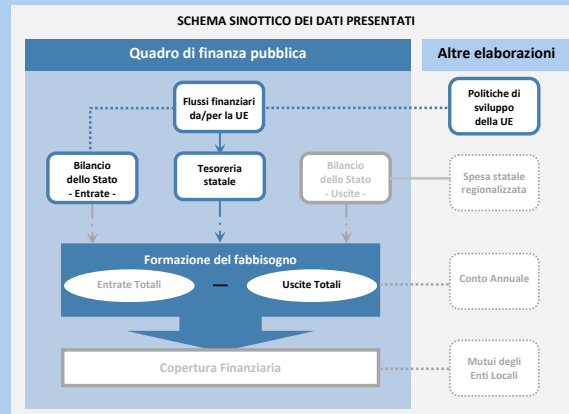 SCHEMA SINOTTICO DEI DATI PRESENTATI
Quadro di finanza pubblica
Altre elaborazioni
Flussi finanziari
da/per la UE
Politiche di
sviluppo
della UE
Bilancio
dello Stato
- Entrate -
Tesoreria
statale
Bilancio
dello Stato
- Uscite -
Spesa statale
regionalizzata
Formazione del fabbisogno
Entrate Totali
Uscite Totali
Conto Annuale
Copertura Finanziaria
Mutui degli
Enti Locali